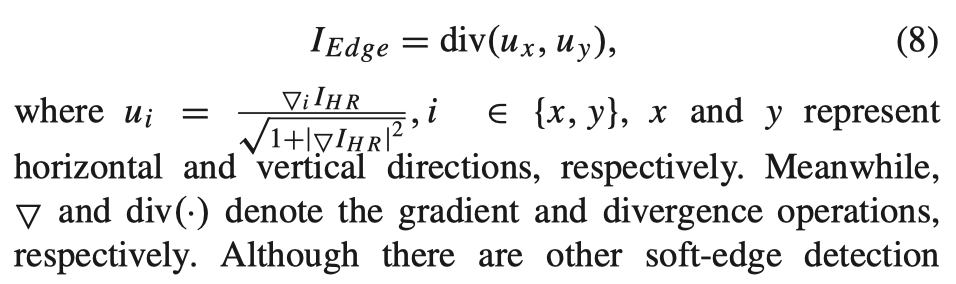 I_{Edge} = div(u_x, u_y), (8)
where u_i = \frac{∇_i I_{HR}}{\sqrt{1+|∇I_{HR}|^2}}, i ∈ {x, y}, x and y represent
horizontal and vertical directions, respectively. Meanwhile,
∇ and div(·) denote the gradient and divergence operations,
respectively. Although there are other soft-edge detection